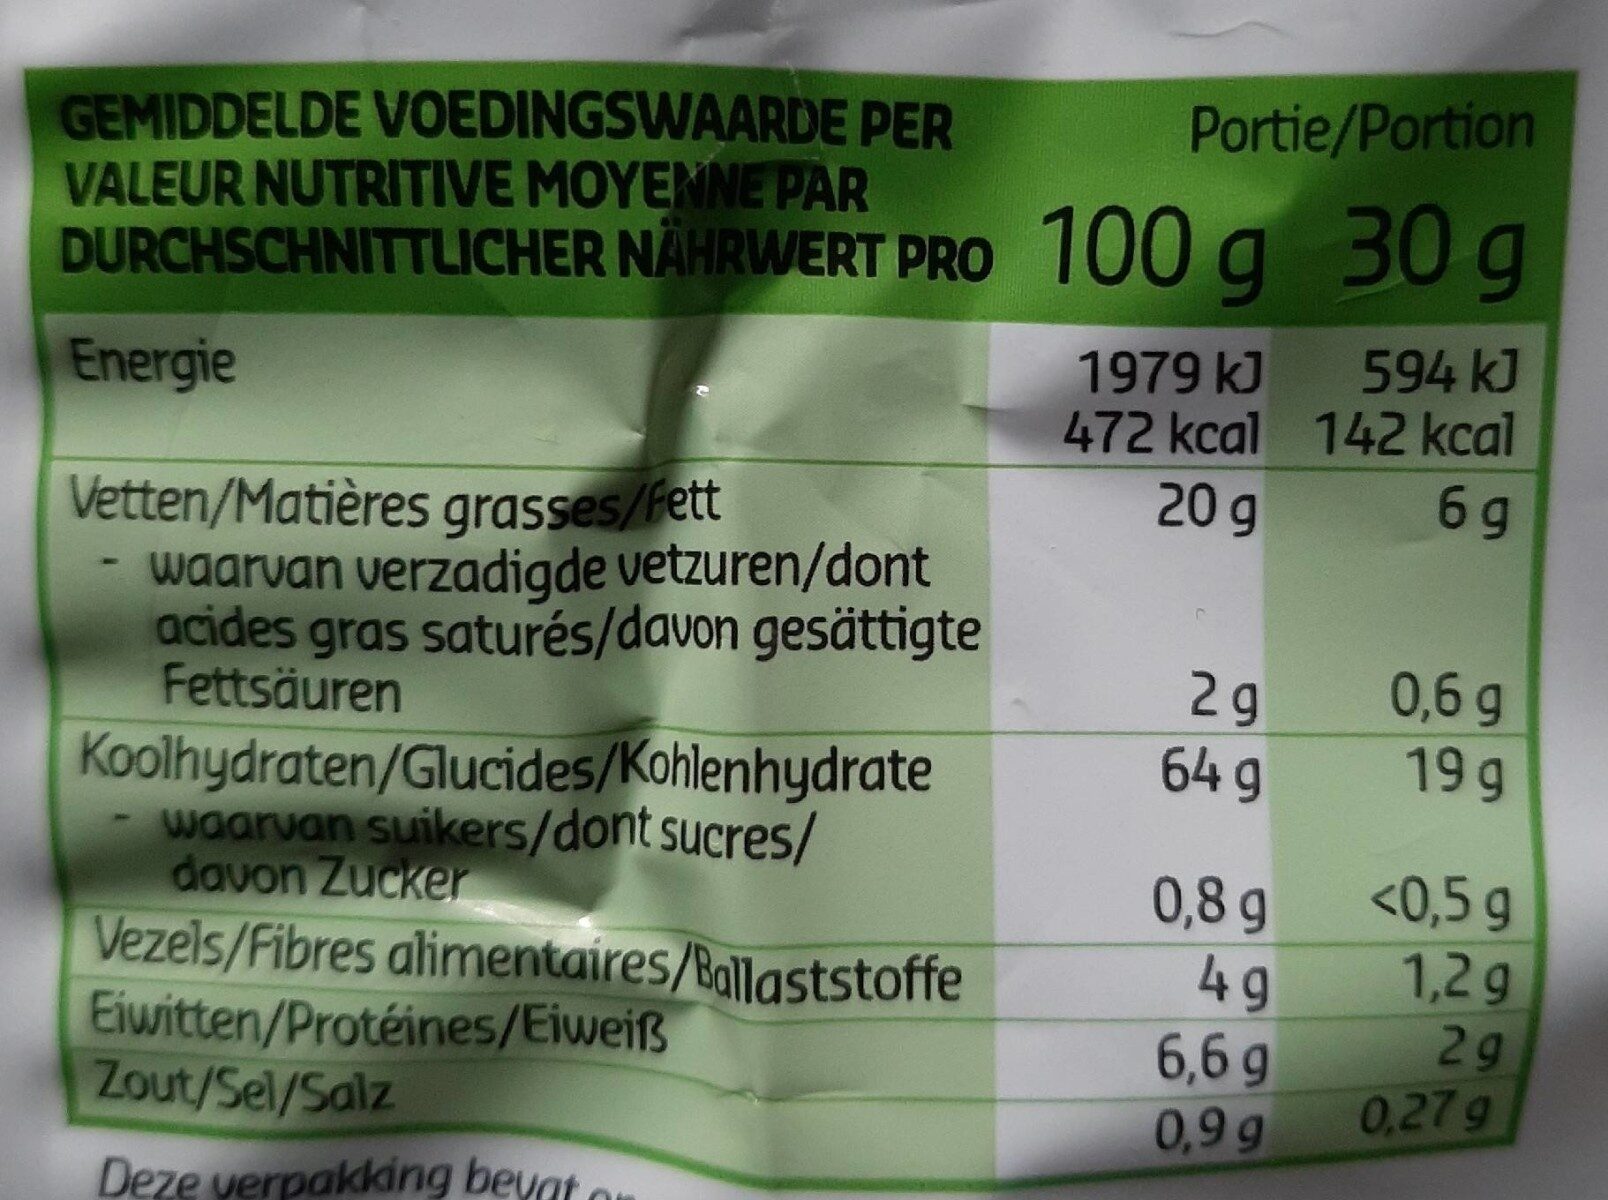 GEMIDDELDE VOEDINGSWAARDE PER
VALEUR NUTRITIVE MOYENNE PAR
DURCHSCHNITTLICHER NÄHRWERT PRO
Portie/Portion
100 g 30 g
Energie 1979 kJ 594 kJ
472 kcal 142 kcal
Vetten/Matières grasses/Fett 20 g 6 g
- waarvan verzadigde vetzuren/dont
acides gras saturés/davon gesättigte
Fettsäuren 2 g 0,6 g
Koolhydraten/Glucides/Kohlenhydrate 64 g 19 g
- waarvan suikers/dont sucres/
davon Zucker 0,8 g <0,5 g
Vezels/Fibres alimentaires/Ballaststoffe 4 g 1,2 g
Eiwitten/Protéines/Eiweiß 6,6 g 2 g
Zout/Sel/Salz 0,9 g 0,27 g
Deze verpakking bevat